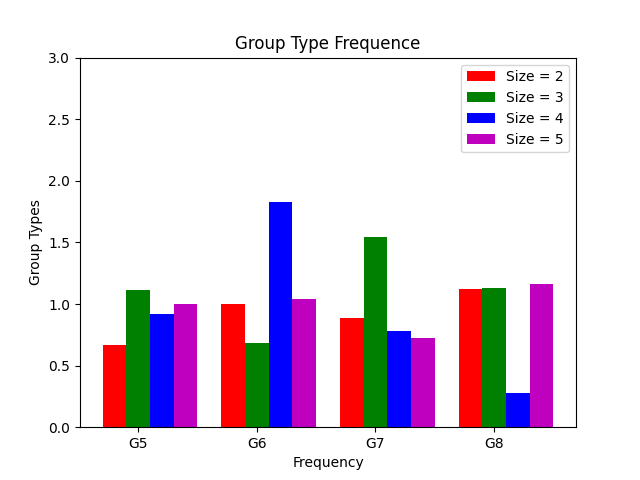 Group Type Frequence
3.0
2.5
2.0
1.5
1.0
0.5
0.0
Group Types
Size = 2
Size = 3
Size = 4
Size = 5
G5 G6 G7 G8
Frequency